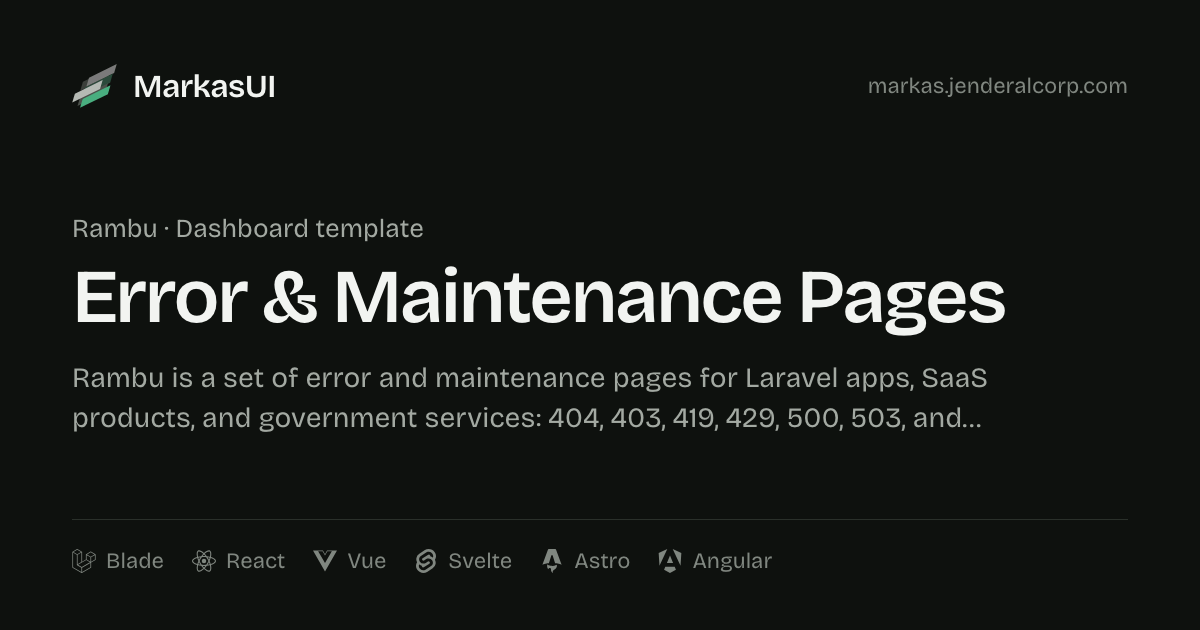 MarkasUI
markas.jenderalcorp.com
Rambu · Dashboard template
Error & Maintenance Pages
Rambu is a set of error and maintenance pages for Laravel apps, SaaS
products, and government services: 404, 403, 419, 429, 500, 503, and...
Blade React Vue Svelte Astro Angular